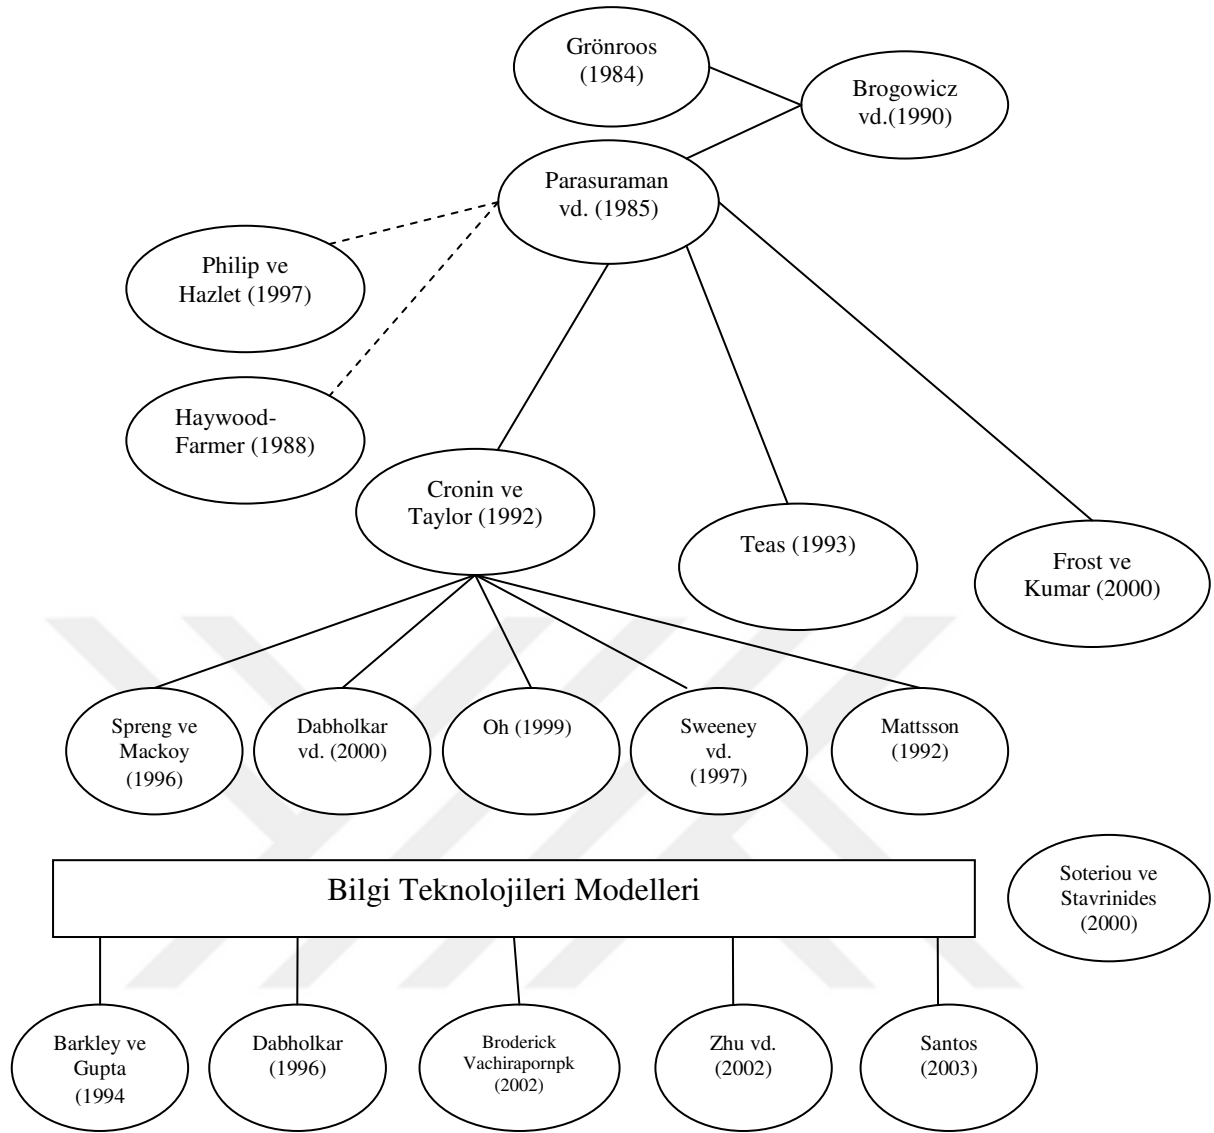 Grönroos
(1984)
Brogowicz
vd.(1990)
Parasuraman
vd. (1985)
Philip ve
Hazlet (1997)
Haywood-
Farmer (1988)
Cronin ve
Taylor (1992)
Teas (1993)
Frost ve
Kumar (2000)
Spreng ve
Mackoy
(1996)
Dabholkar
vd. (2000)
Oh (1999)
Sweeney
vd.
(1997)
Mattsson
(1992)
Soteriou ve
Stavrinides
(2000)
Bilgi Teknolojileri Modelleri
Barkley ve
Gupta
(1994
Dabholkar
(1996)
Broderick
Vachirapornpk
(2002)
Zhu vd.
(2002)
Santos
(2003)